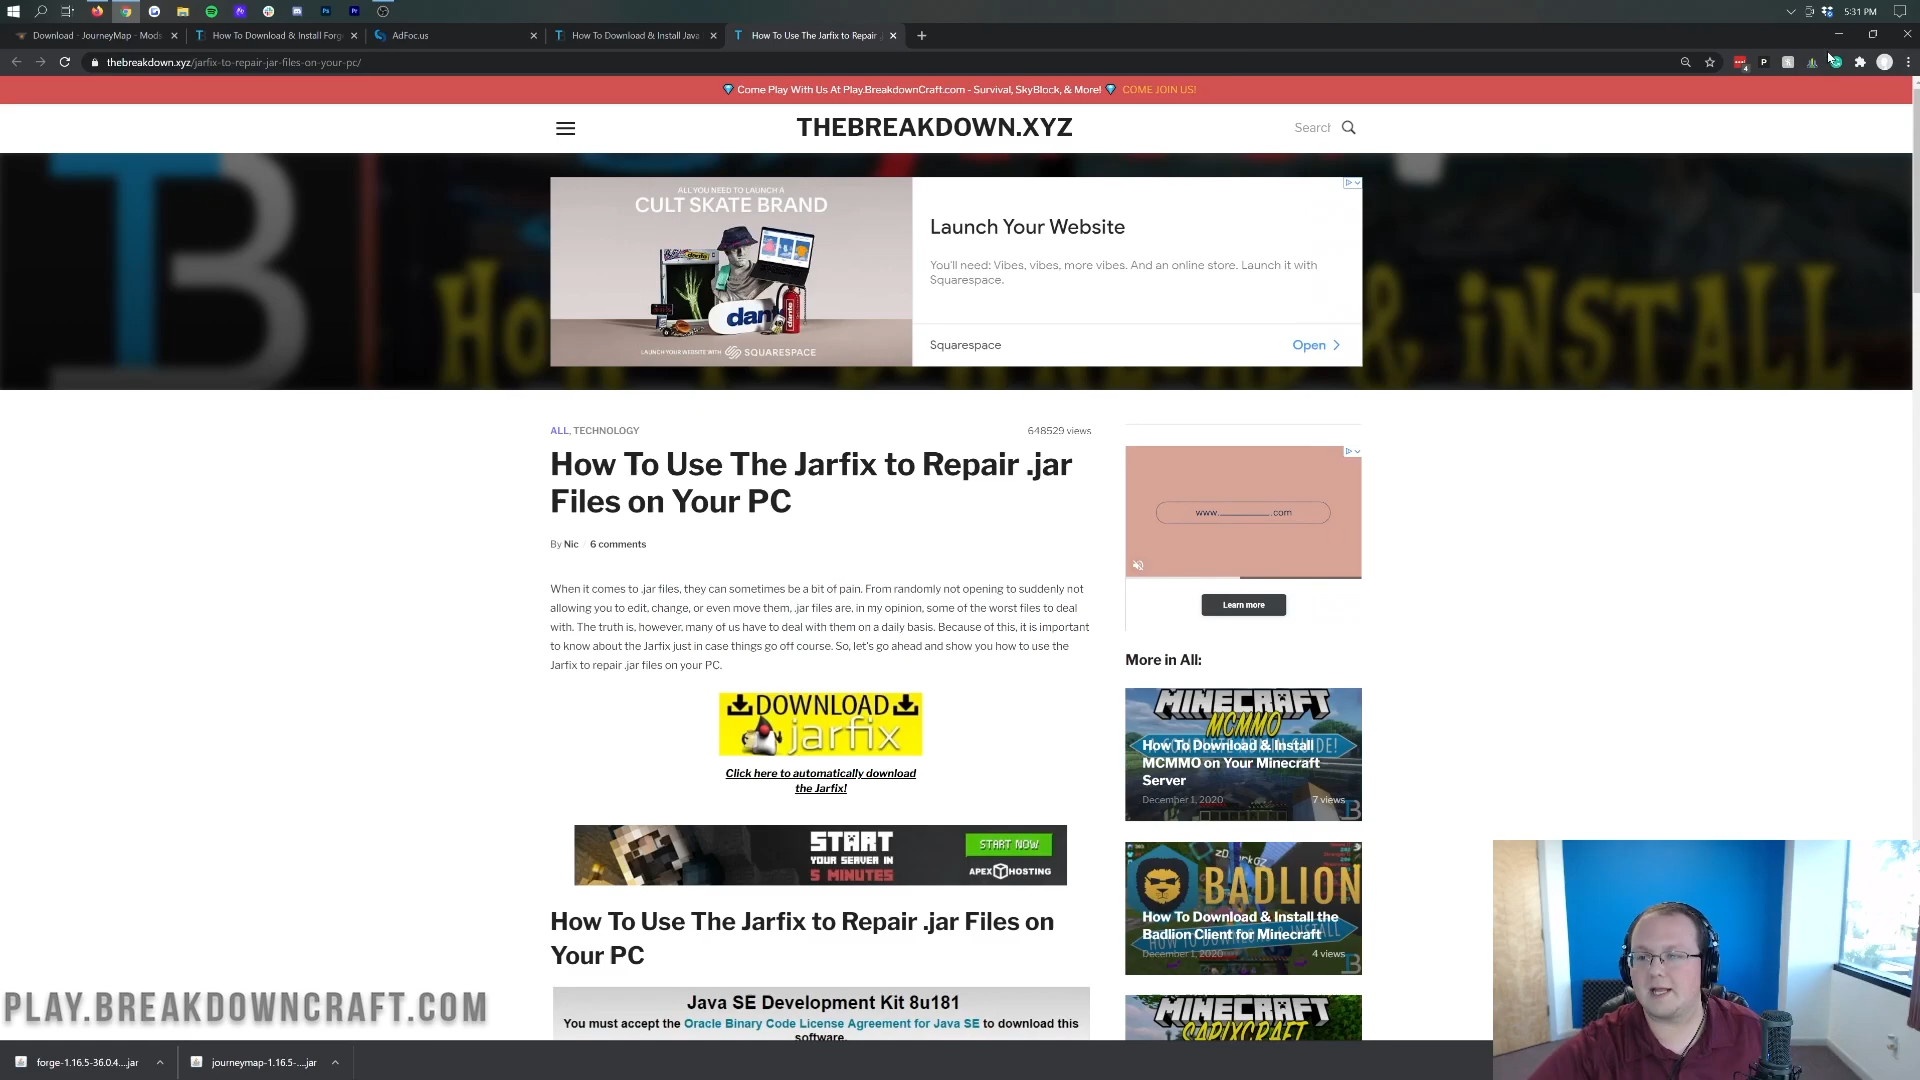 5:31 PM
Download - JourneyMap - Mods
How To Download & Install Forge
AdFoc.us
How To Download & Install Java
How To Use The Jarfix to Repair .j
thebreakdown.xyz/jarfix-to-repair-jar-files-on-your-pc/
Come Play With Us At Play.BreakdownCraft.com - Survival, SkyBlock, & More! COME JOIN US!
THEBREAKDOWN.XYZ
Search
ALL YOU NEED TO LAUNCH A
CULT SKATE BRAND
LAUNCH YOUR WEBSITE WITH SQUARESPACE
Launch Your Website
You'll need: Vibes, vibes, more vibes. And an online store. Launch it with
Squarespace.
Squarespace
Open
& iNSTALL
ALL, TECHNOLOGY
648529 views
How To Use The Jarfix to Repair .jar
Files on Your PC
By Nic / 6 comments
When it comes to .jar files, they can sometimes be a bit of pain. From randomly not opening to suddenly not
allowing you to edit, change, or even move them, .jar files are, in my opinion, some of the worst files to deal
with. The truth is, however, many of us have to deal with them on a daily basis. Because of this, it is important
to know about the Jarfix just in case things go off course. So, let's go ahead and show you how to use the
Jarfix to repair .jar files on your PC.
DOWNLOAD
jarfix
Click here to automatically download
the Jarfix!
START
YOUR SERVER IN
5 MINUTES
START NOW
APEX HOSTING
How To Use The Jarfix to Repair .jar Files on
Your PC
Java SE Development Kit 8u181
You must accept the Oracle Binary Code License Agreement for Java SE to download this
software.
www.________.com
Learn more
More in All:
MINECRAFT
MCMMO
How To Download & Install
MCMMO on Your Minecraft
Server
December 1, 2020
7 views
BADLION
How To Download & Install the
Badlion Client for Minecraft
December 1, 2020
4 views
MINECRAFT
SAPIXCRAFT
PLAY.BREAKDOWNCRAFT.COM
forge-1.16.5-36.0.4....jar
journeymap-1.16.5-....jar